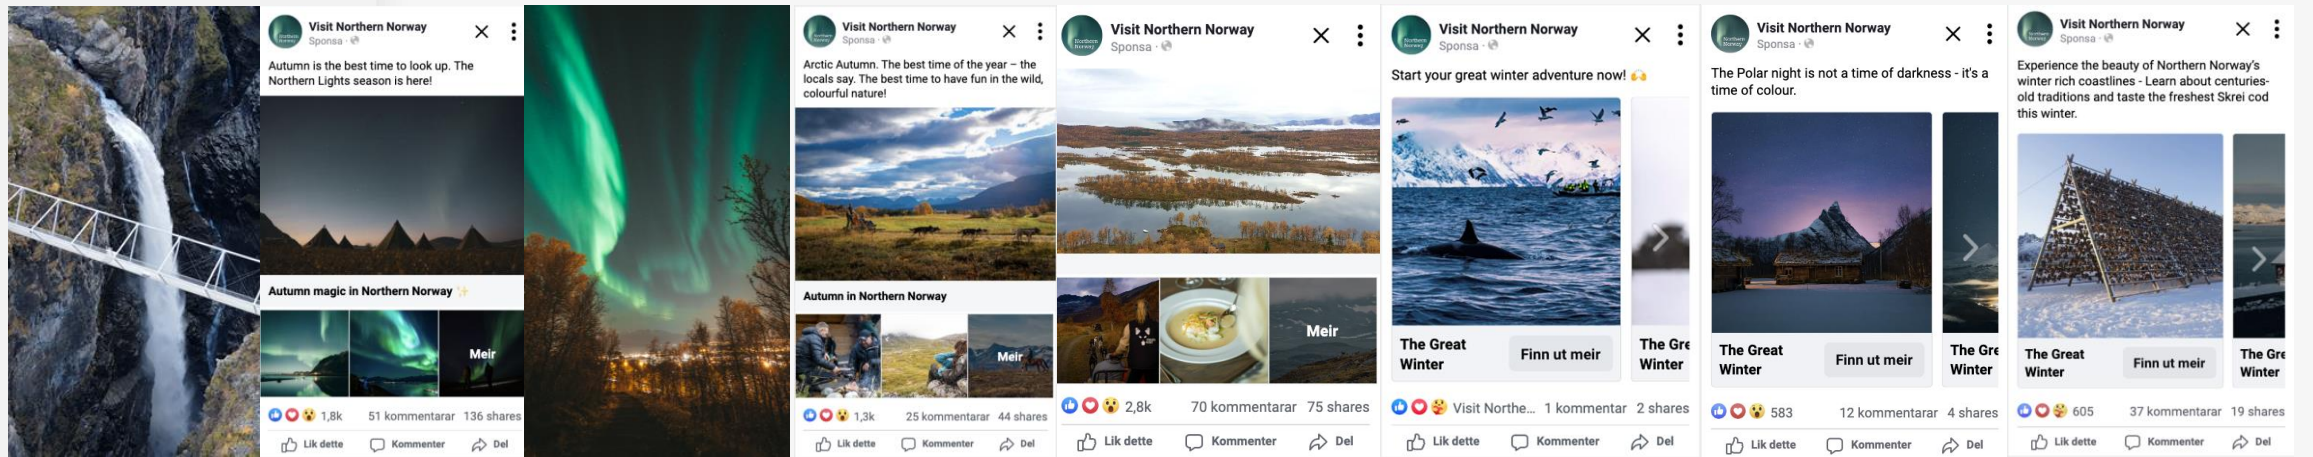 Visit Northern Norway
Sponsa ·
Autumn is the best time to look up. The
Northern Lights season is here!
Autumn magic in Northern Norway ✨
Meir
1,8k 51 kommentarar 136 shares
Lik dette Kommenter Del
Visit Northern Norway
Sponsa ·
Arctic Autumn. The best time of the year – the
locals say. The best time to have fun in the wild,
colourful nature!
Autumn in Northern Norway
Meir
1,3k 25 kommentarar 44 shares
Lik dette Kommenter Del
Northern
Norway
Visit Northern Norway
Sponsa ·
Meir
2,8k 70 kommentarar 75 shares
Lik dette Kommenter Del
Northern
Norway
Visit Northern Norway
Sponsa ·
Start your great winter adventure now! 🙌
The Great
Winter
Finn ut meir
The Gre
Winter
Visit Northe... 1 kommentar 2 shares
Lik dette Kommenter Del
Northern
Norway
Visit Northern Norway
Sponsa ·
The Polar night is not a time of darkness - it's a
time of colour.
The Great
Winter
Finn ut meir
The Gre
Winter
583 12 kommentarar 4 shares
Lik dette Kommenter Del
Northern
Norway
Visit Northern Norway
Sponsa ·
Experience the beauty of Northern Norway's
winter rich coastlines - Learn about centuries-
old traditions and taste the freshest Skrei cod
this winter.
The Great
Winter
Finn ut meir
The Gre
Winter
605 37 kommentarar 19 shares
Lik dette Kommenter Del